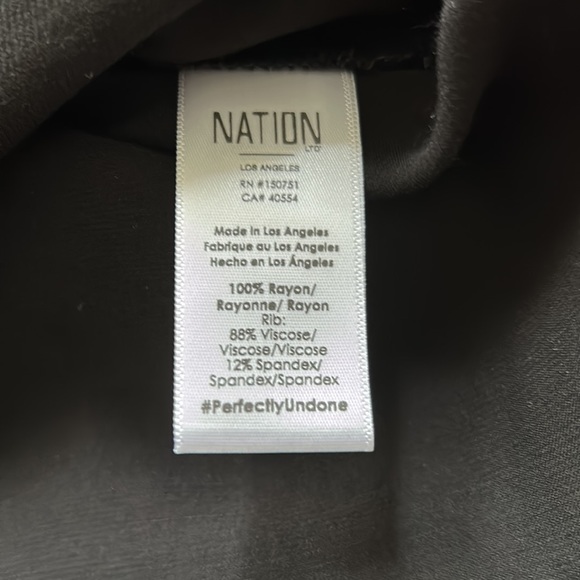 NATION
LTD
LOS ANGELES
RN #150751
CA# 40554
Made in Los Angeles
Fabrique au Los Angeles
Hecho en Los Ángeles
100% Rayon/
Rayonne/ Rayon
Rib:
88% Viscose/
Viscose/Viscose
12% Spandex/
Spandex/Spandex
#PerfectlyUndone